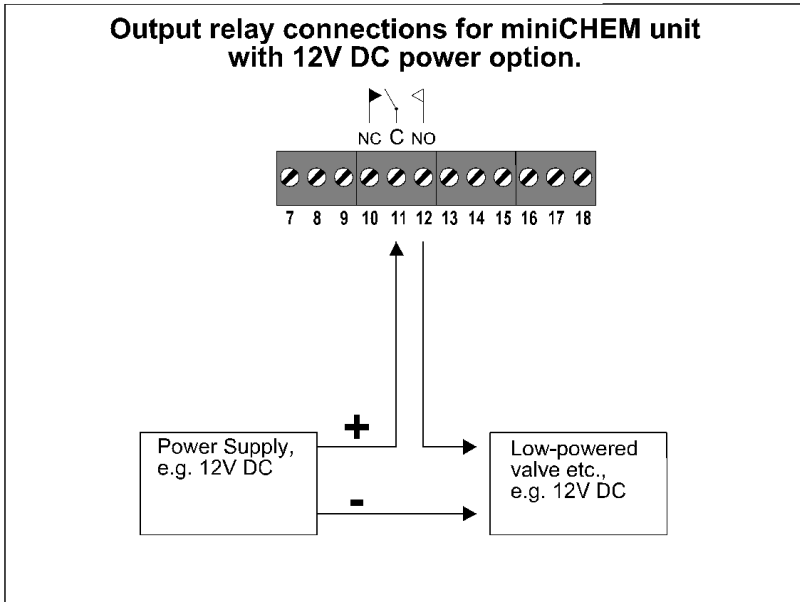 Output relay connections for miniCHEM unit
with 12V DC power option.
NC C NO
7 8 9 10 11 12 13 14 15 16 17 18
+
Power Supply,
e.g. 12V DC
-
Low-powered
valve etc.,
e.g. 12V DC